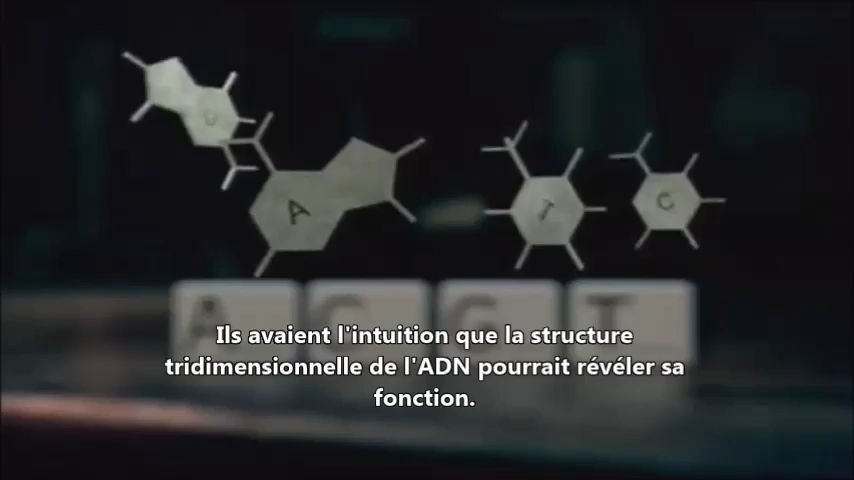 G
A
T
C
A C G T
Ils avaient l'intuition que la structure
tridimensionnelle de l'ADN pourrait révéler sa
fonction.